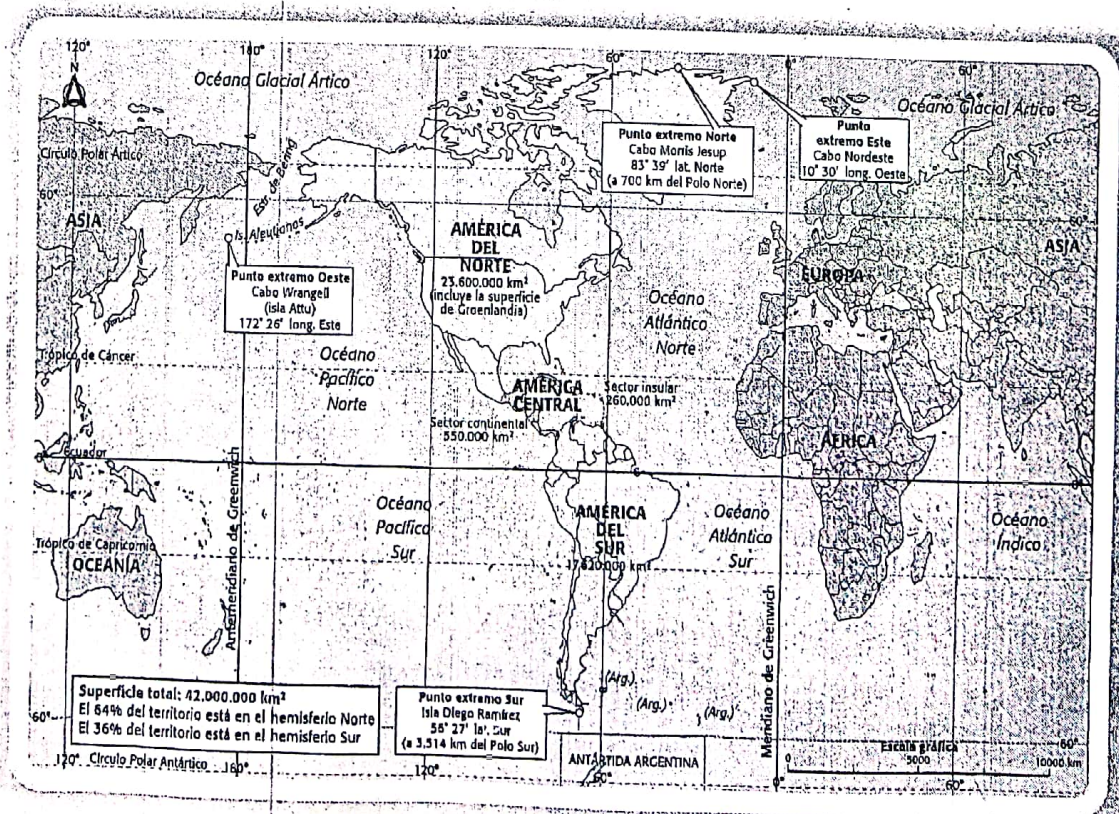 120°
180°
120°
60°
0
60°
N
Océano Glacial Ártico
Océano Glacial Ártico
Punto extremo Norte
Cabo Morris Jesup
83° 39' lat. Norte
(a 700 km del Polo Norte)
Punto
extremo Este
Cabo Nordeste
10° 30' long. Oeste
Círculo Polar Ártico
Estr. de Bering
60°
60°
ASIA
Is. Aleutianas
AMÉRICA
DEL
NORTE
23.600.000 km²
(incluye la superficie
de Groenlandia)
EUROPA
ASIA
Punto extremo Oeste
Cabo Wrangell
(isla Attu)
172° 26' long. Este
Océano
Atlántico
Norte
Trópico de Cáncer
Océano
Pacífico
Norte
AMÉRICA
CENTRAL
Sector insular
260.000 km²
Sector continental
550.000 km²
ÁFRICA
Ecuador
0°
Antemeridiano de Greenwich
Océano
Pacífico
Sur
AMÉRICA
DEL
SUR
Océano
Atlántico
Sur
Océano
Índico
Trópico de Capricornio
OCEANÍA
Meridiano de Greenwich
Superficie total: 42.000.000 km²
El 64% del territorio está en el hemisferio Norte
El 36% del territorio está en el hemisferio Sur
Punto extremo Sur
Isla Diego Ramírez
56° 27' lat. Sur
(a 3.514 km del Polo Sur)
(Arg.)
(Arg.)
(Arg.)
60°
60°
Escala gráfica
0
5000
10000 km
ANTÁRTIDA ARGENTINA
Círculo Polar Antártico
120°
180°
120°
60°
0°
60°